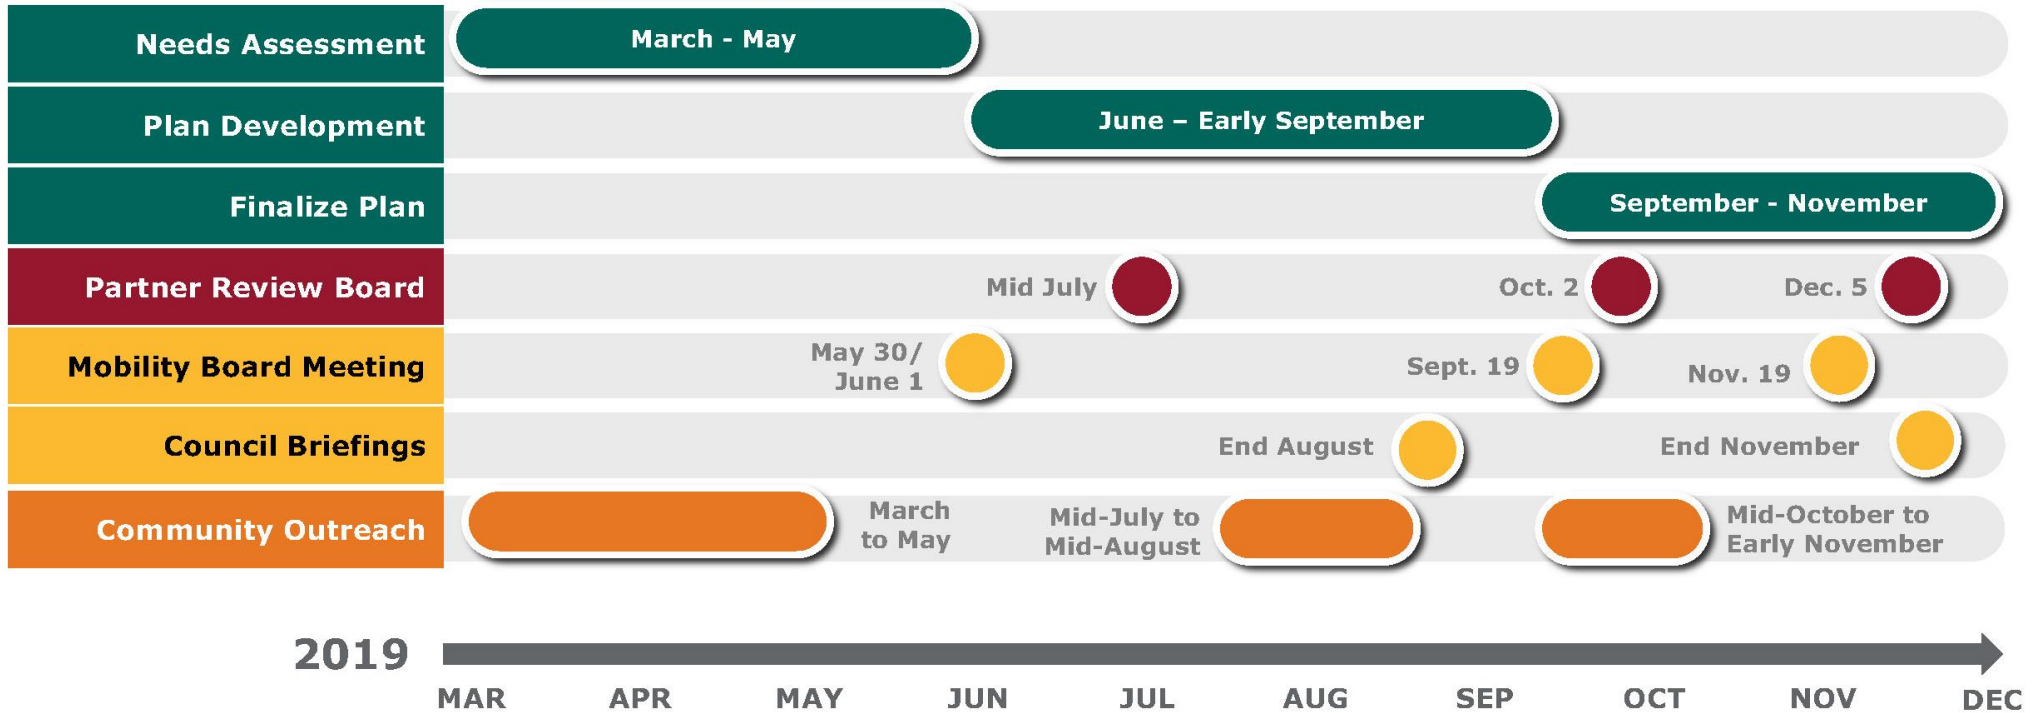 Needs Assessment
March - May
Plan Development
June – Early September
Finalize Plan
September - November
Partner Review Board
Mid July
Oct. 2
Dec. 5
Mobility Board Meeting
May 30/
June 1
Sept. 19
Nov. 19
Council Briefings
End August
End November
Community Outreach
March
to May
Mid-July to
Mid-August
Mid-October to
Early November
2019
MAR APR MAY JUN JUL AUG SEP OCT NOV DEC